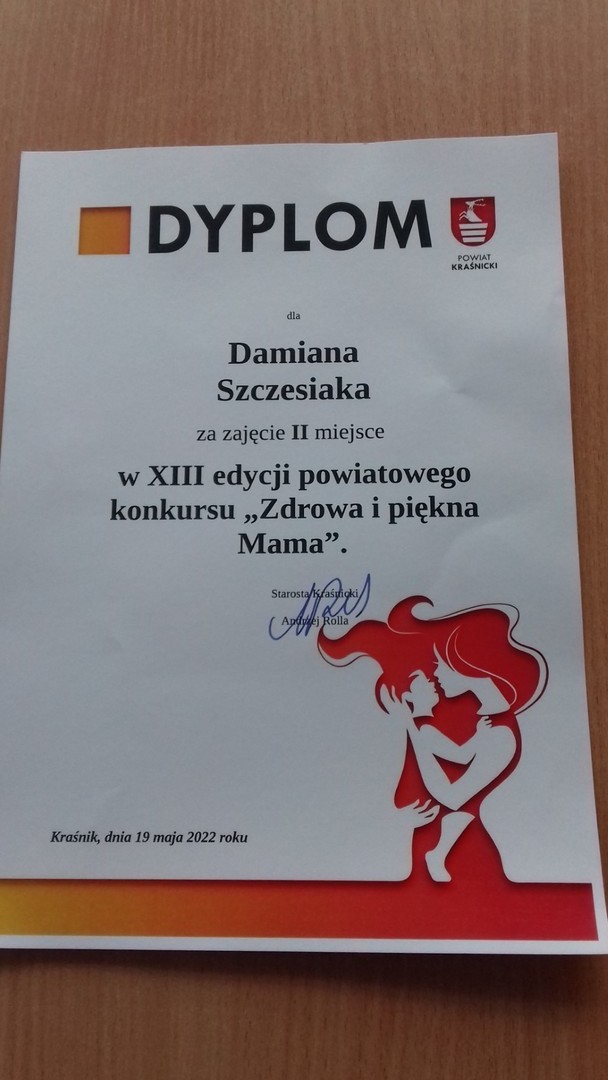 DYPLOM
POWIAT
KRAŚNICKI
dla
Damiana
Szczesiaka
za zajęcie II miejsce
w XIII edycji powiatowego
konkursu „Zdrowa i piękna
Mama”.
Starosta Kraśnicki
Andrzej Rolla
Kraśnik, dnia 19 maja 2022 roku